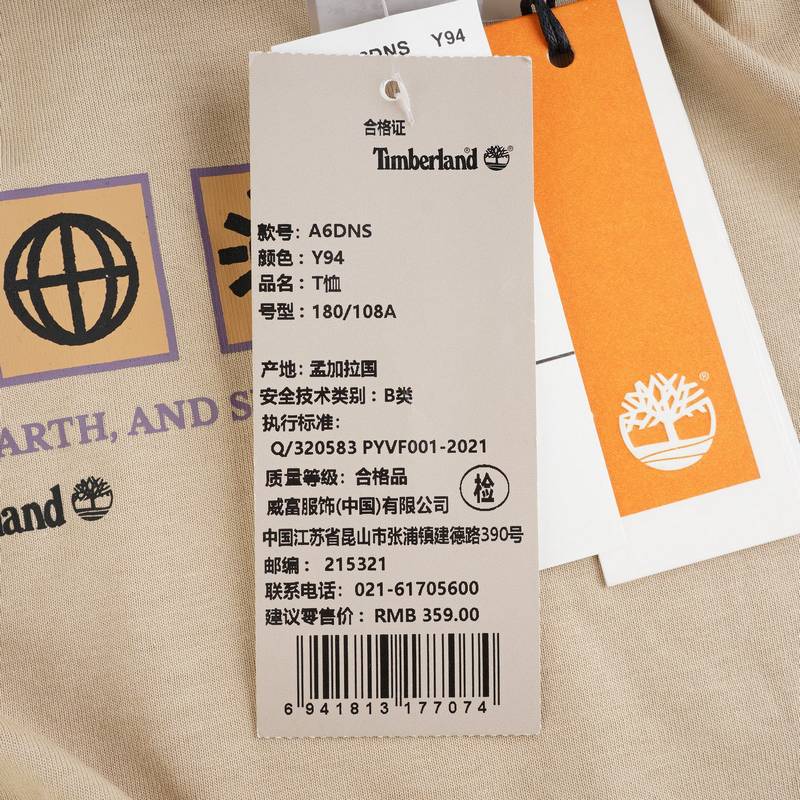 DNS Y94
合格证
Timberland®
款号: A6DNS
颜色: Y94
品名: T恤
号型: 180/108A
产地: 孟加拉国
安全技术类别: B类
执行标准:
Q/320583 PYVF001-2021
质量等级: 合格品
检
威富服饰(中国)有限公司
中国江苏省昆山市张浦镇建德路390号
邮编: 215321
联系电话: 021-61705600
建议零售价: RMB 359.00
6 941813 177074
ARTH, AND S
land
®